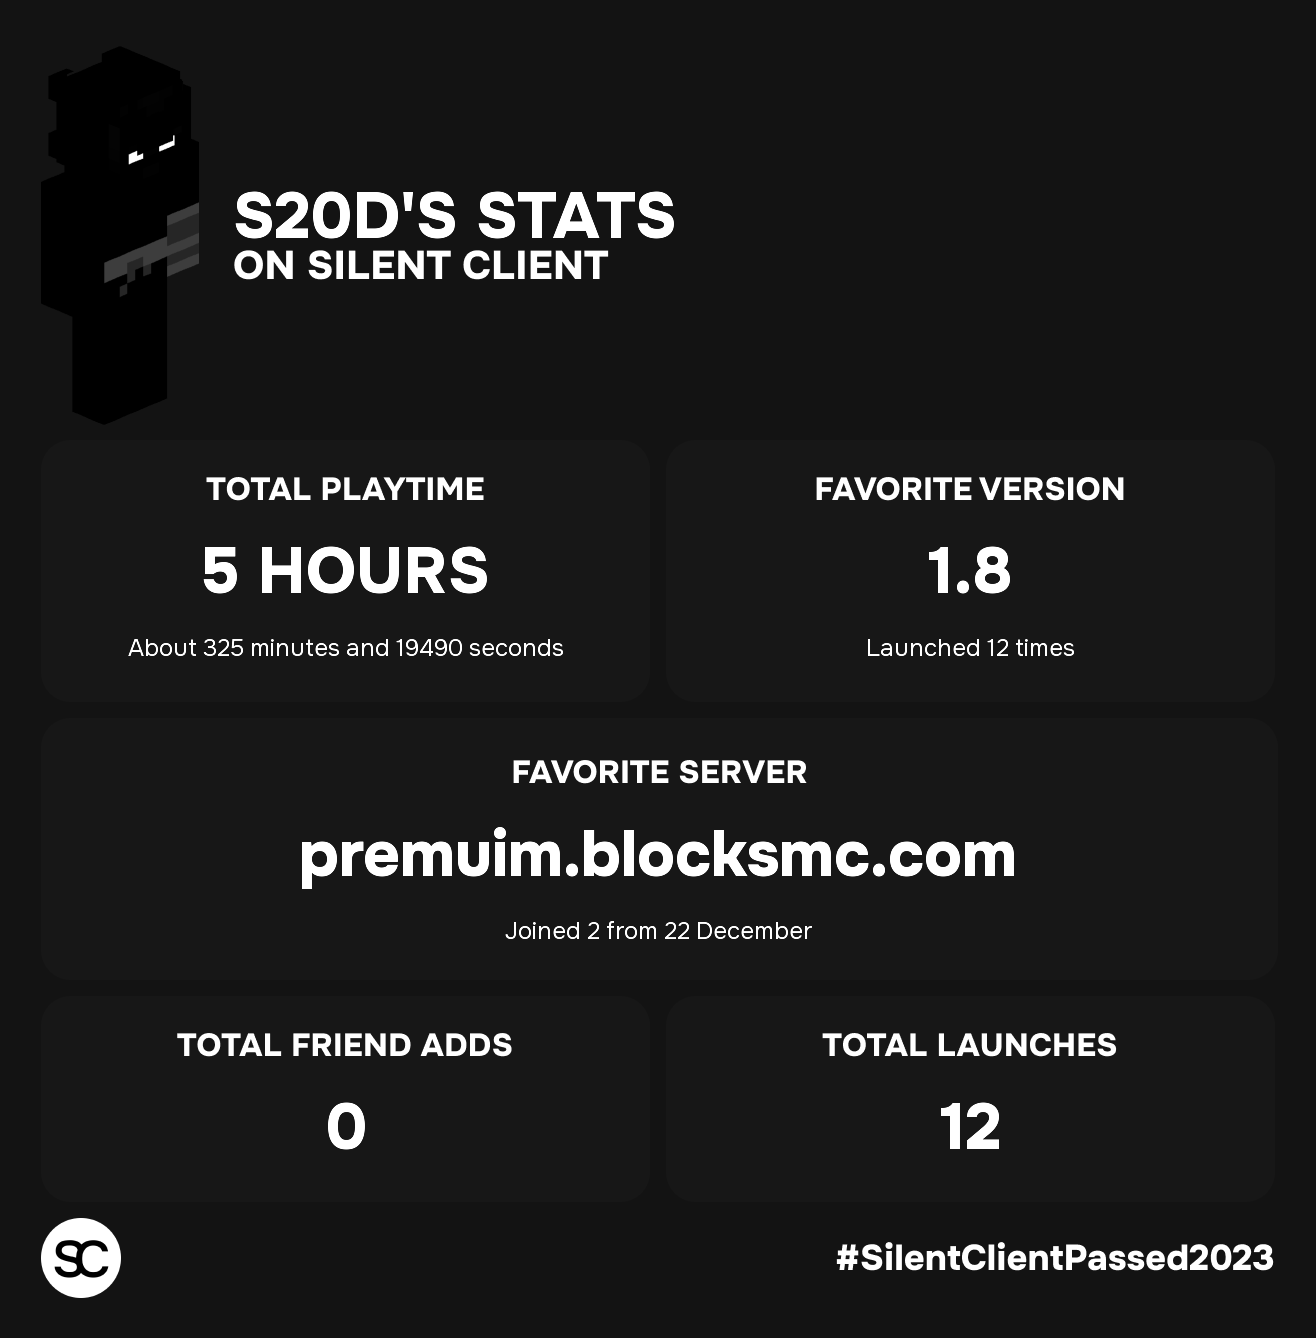 S20D'S STATS
ON SILENT CLIENT
TOTAL PLAYTIME
5 HOURS
About 325 minutes and 19490 seconds
FAVORITE VERSION
1.8
Launched 12 times
FAVORITE SERVER
premuim.blocksmc.com
Joined 2 from 22 December
TOTAL FRIEND ADDS
0
TOTAL LAUNCHES
12
SC
#SilentClientPassed2023